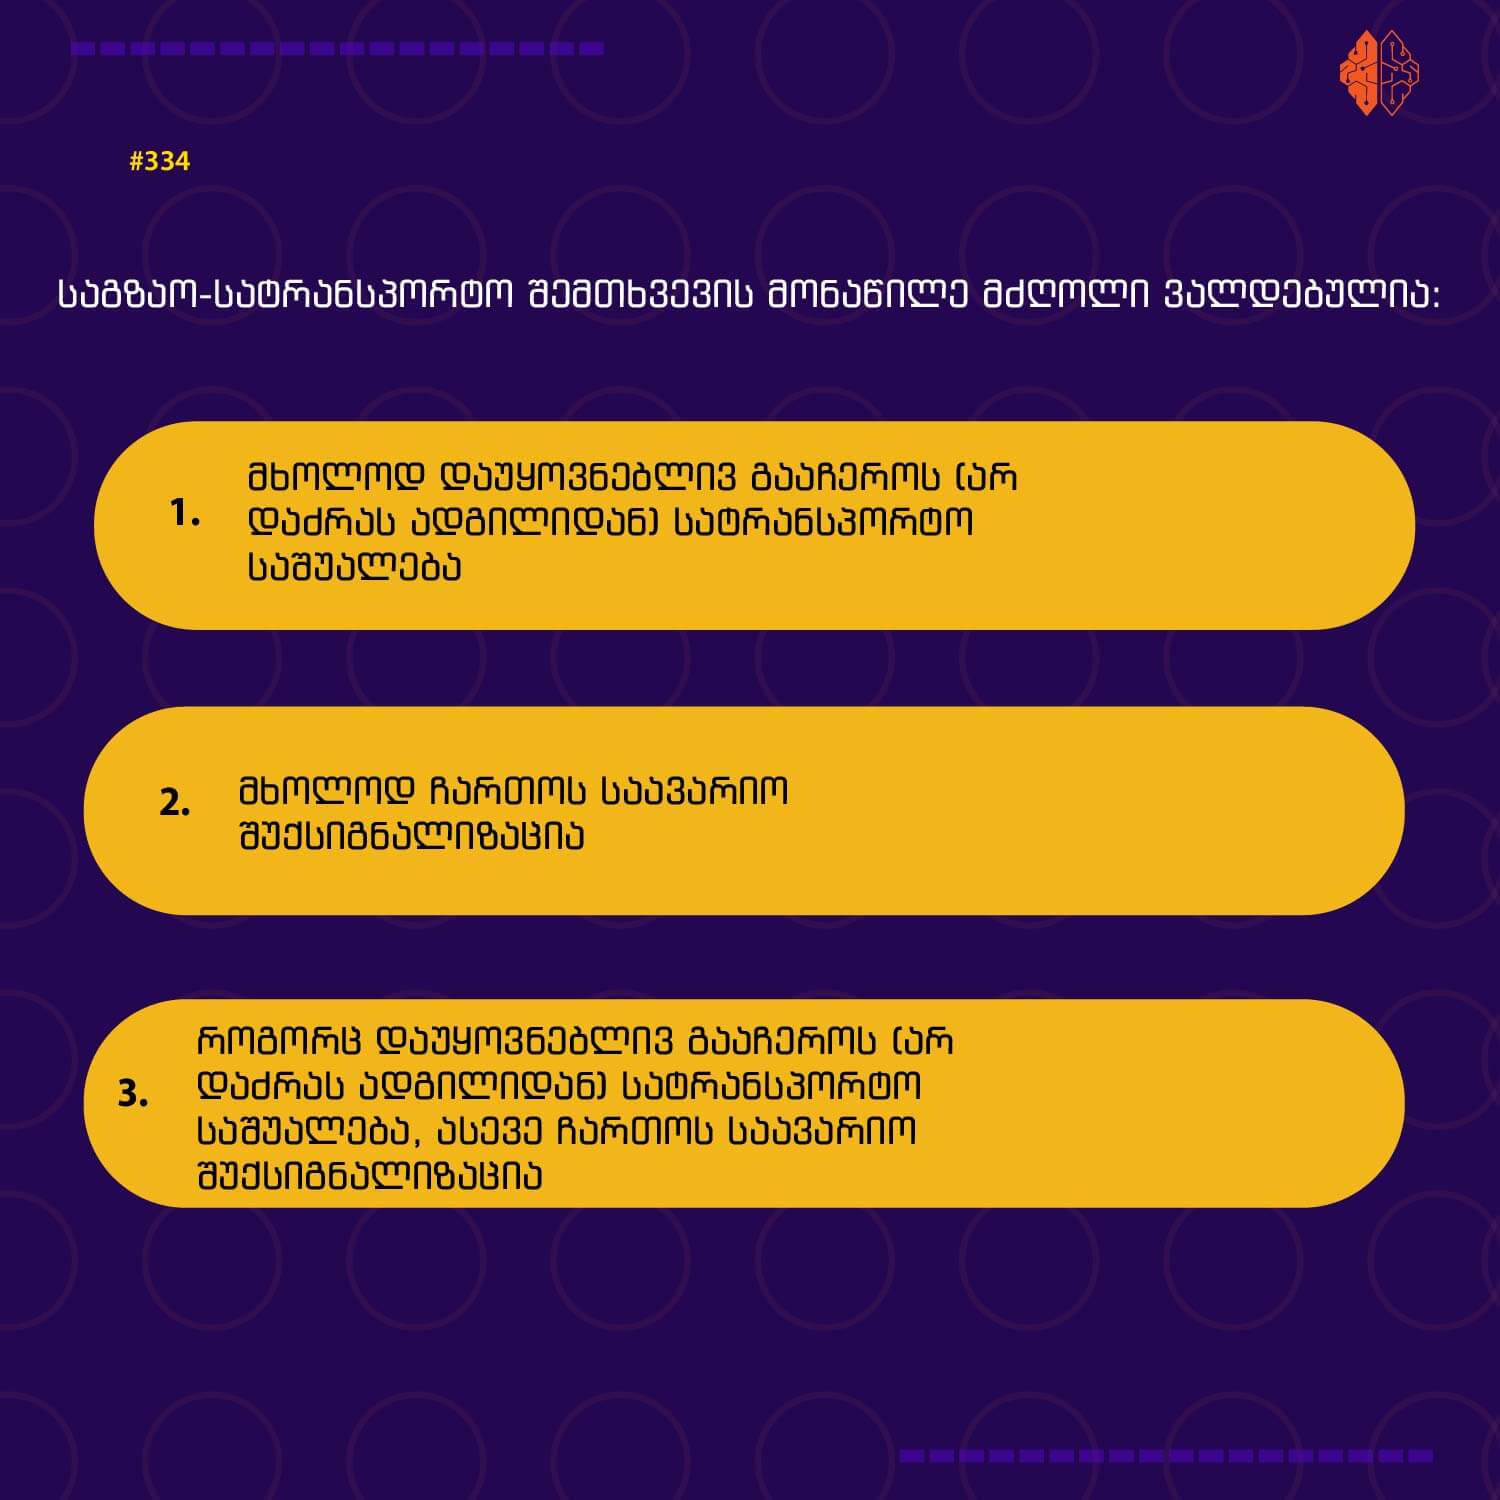 #334
საგზაო-სატრანსპორტო შემთხვევის მონაწილე მძღოლი ვალდებულია:
1.
მხოლოდ დაუყოვნებლივ გააჩეროს (არ
დაძრას ადგილიდან) სატრანსპორტო
საშუალება
2.
მხოლოდ ჩართოს საავარიო
შუქსიგნალიზაცია
3.
როგორც დაუყოვნებლივ გააჩეროს (არ
დაძრას ადგილიდან) სატრანსპორტო
საშუალება, ასევე ჩართოს საავარიო
შუქსიგნალიზაცია